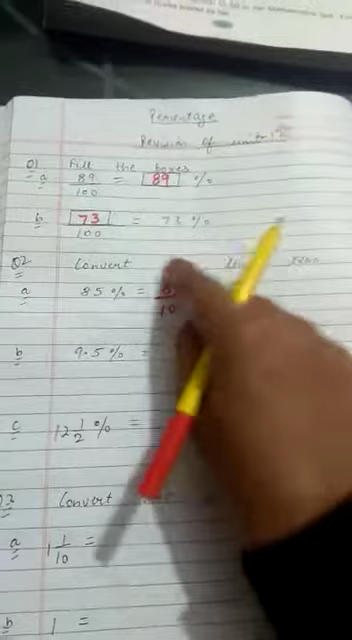 Percentage
Revision of unit
Q1 Fill the boxes
a 89/100 = 89 %
b 73/100 = 73 %
Q2 Convert
a 85 % =
10
b 9.5 % =
c 12 1/2 % =
Convert
a 1 1/10 =
b 1 =